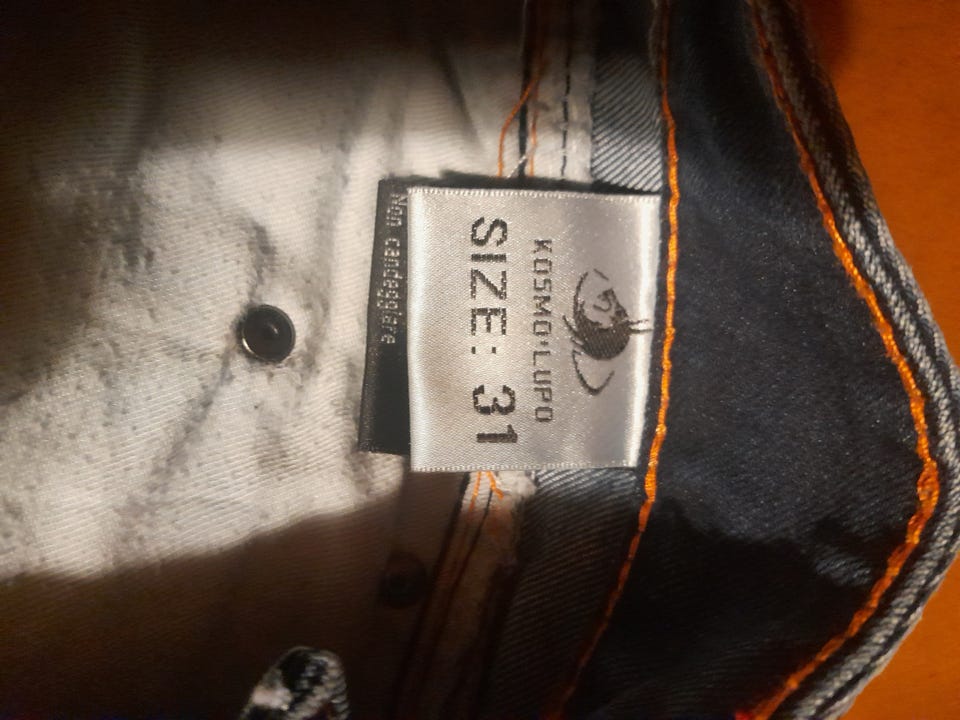 KOSMO·LUPO
SIZE: 31
Non candeggiare